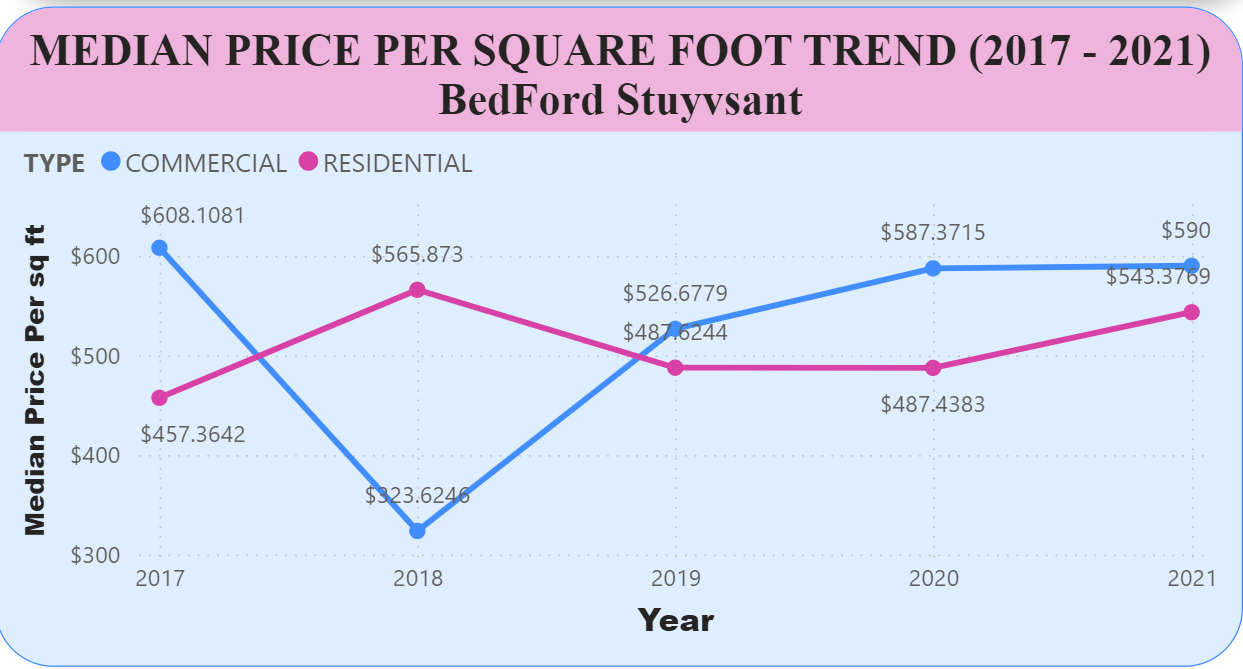 MEDIAN PRICE PER SQUARE FOOT TREND (2017 - 2021)
BedFord Stuyvsant
TYPE COMMERCIAL RESIDENTIAL
Median Price Per sq ft
$600
$500
$400
$300
$608.1081
$565.873
$587.3715
$590
$526.6779
$543.3769
$487.6244
$457.3642
$487.4383
$323.6246
2017 2018 2019 2020 2021
Year